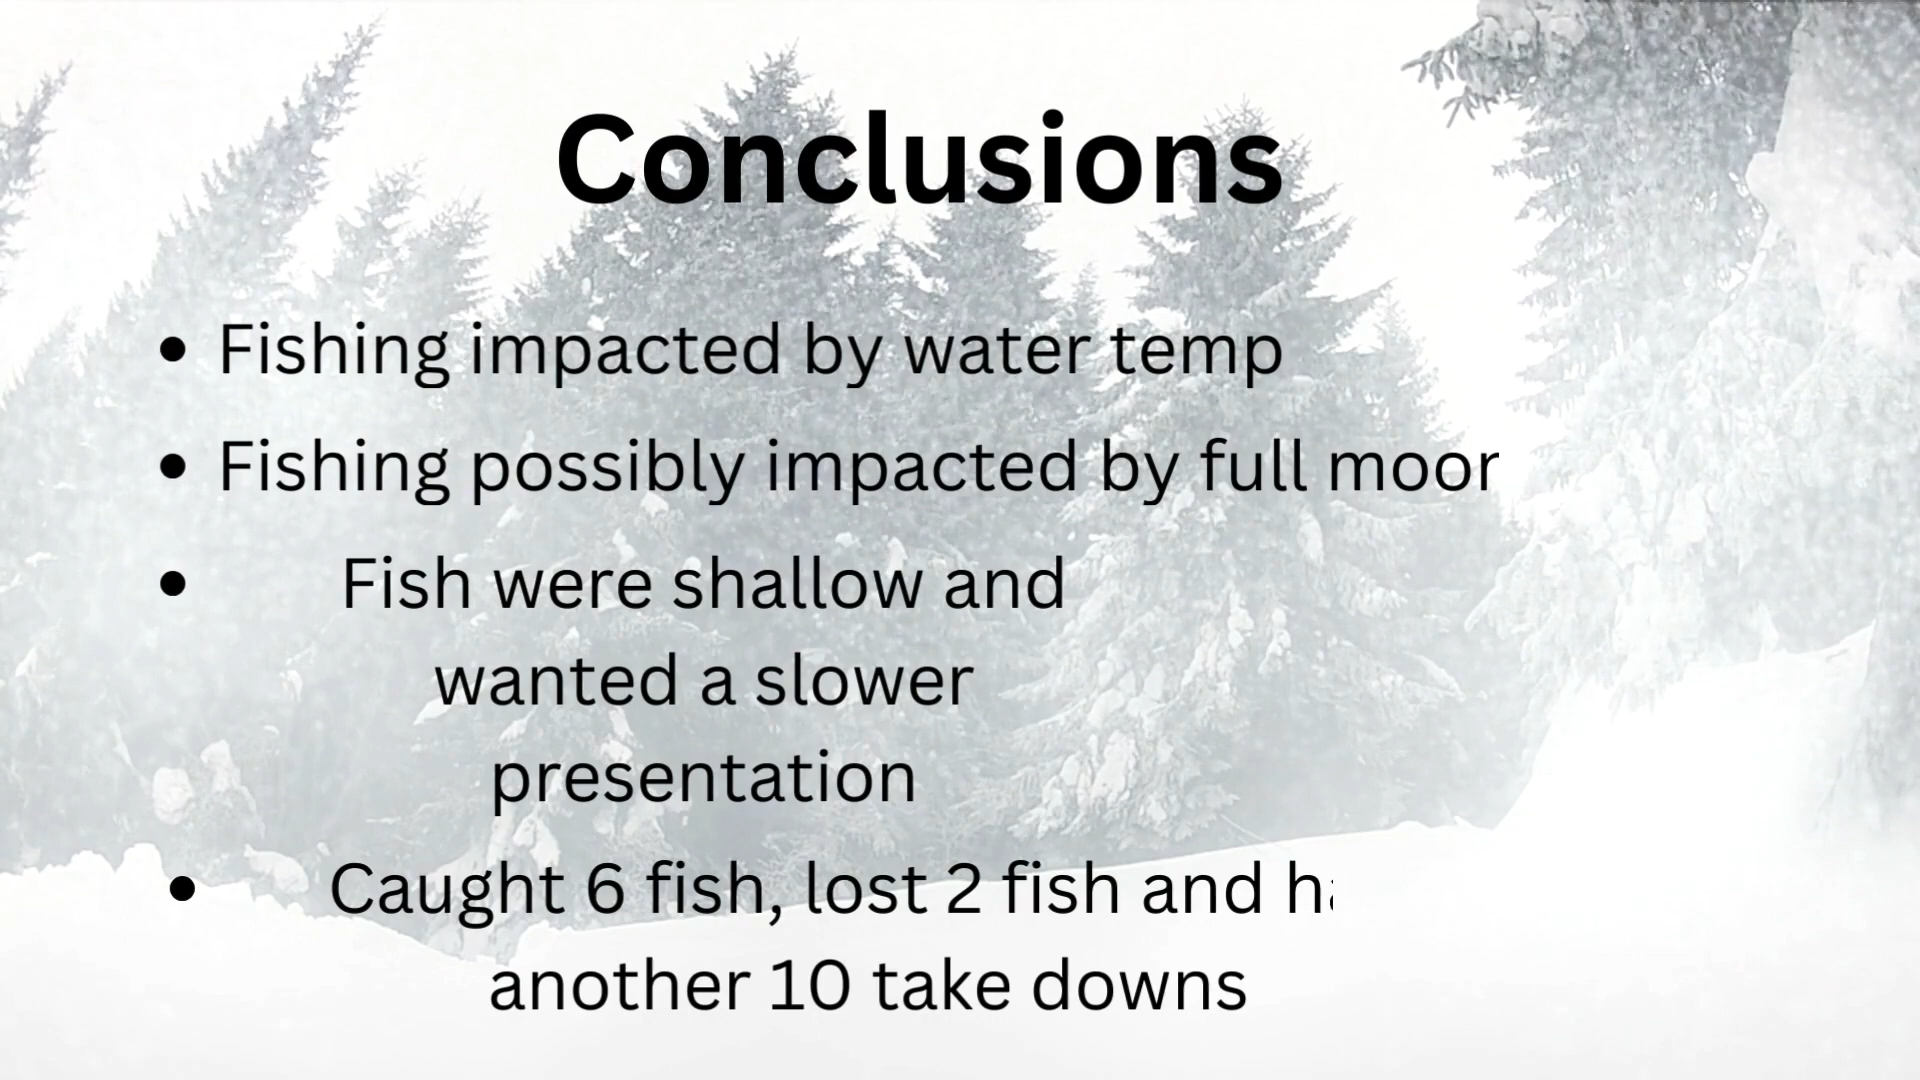 Conclusions
• Fishing impacted by water temp
• Fishing possibly impacted by full moon
• Fish were shallow and
wanted a slower
presentation
• Caught 6 fish, lost 2 fish and
another 10 take downs